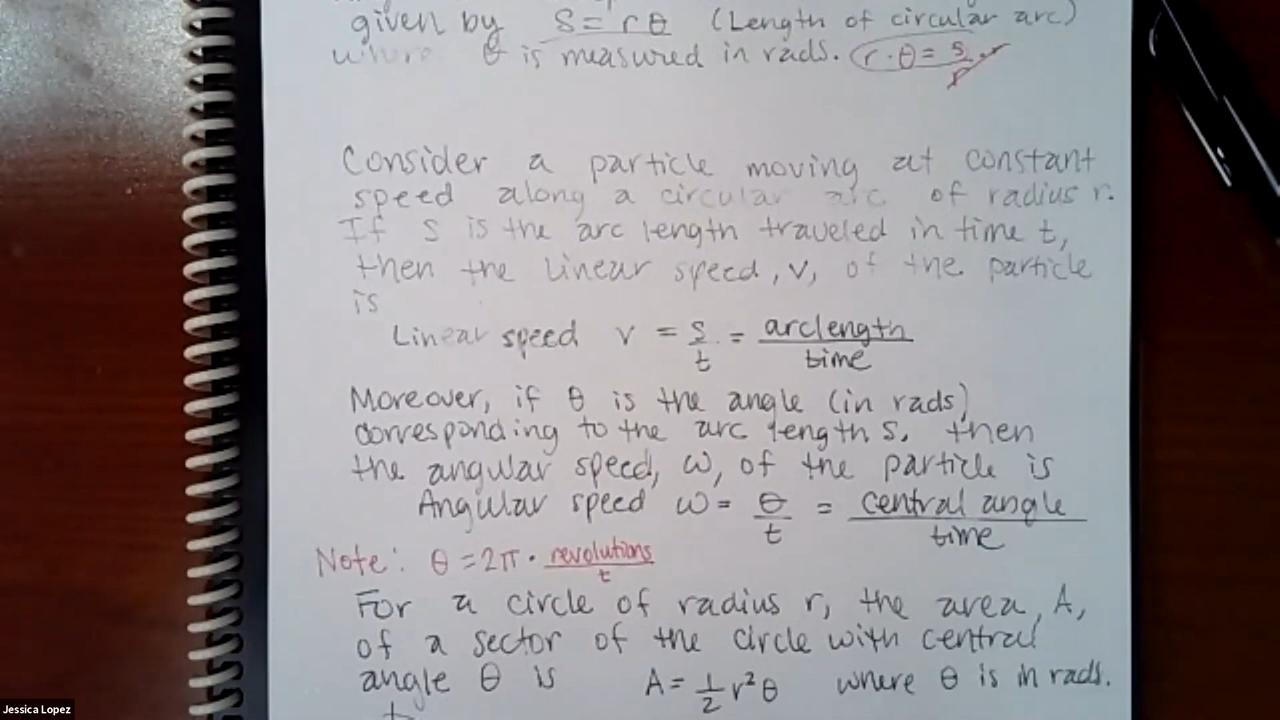 given by S = rθ (Length of circular arc)
where θ is measured in rads. r·θ = s/r·r
Consider a particle moving at constant
speed along a circular arc of radius r.
If s is the arc length traveled in time t,
then the linear speed, v, of the particle
is
Linear speed v = s/t = arclength/time
Moreover, if θ is the angle (in rads)
corresponding to the arc length s, then
the angular speed, ω, of the particle is
Angular speed ω = θ/t = central angle/time
Note: θ = 2π · revolutions/t
For a circle of radius r, the area, A,
of a sector of the circle with central
angle θ is A = 1/2 r²θ where θ is in rads.
Jessica Lopez